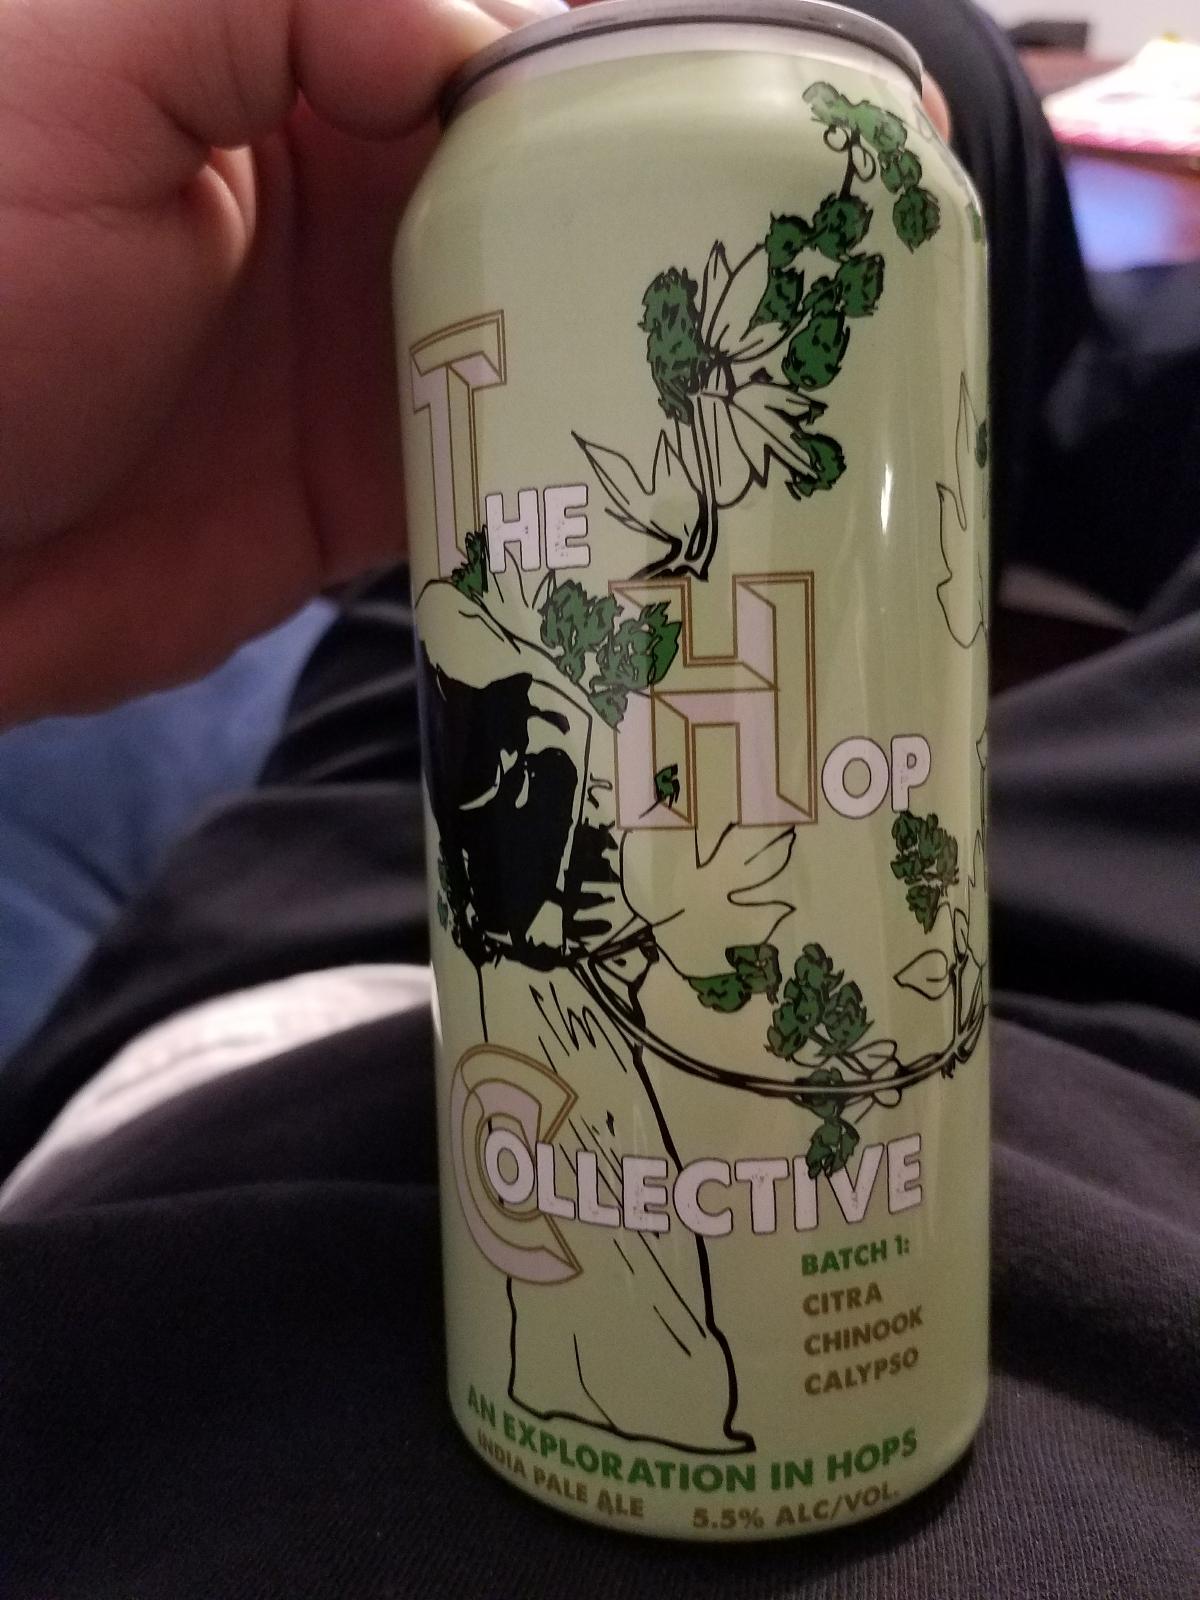 THE
HOP
COLLECTIVE
BATCH 1:
CITRA
CHINOOK
CALYPSO
AN EXPLORATION IN HOPS
INDIA PALE ALE 5.5% ALC/VOL.